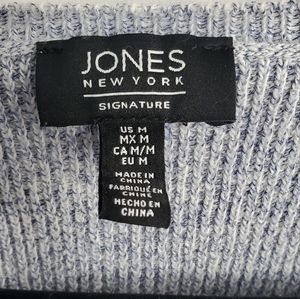 JONES
NEW YORK
SIGNATURE
US M
MX M
CA M/M
EU M
MADE IN
CHINA
FABRIQUÉ EN
CHINE
HECHO EN
CHINA